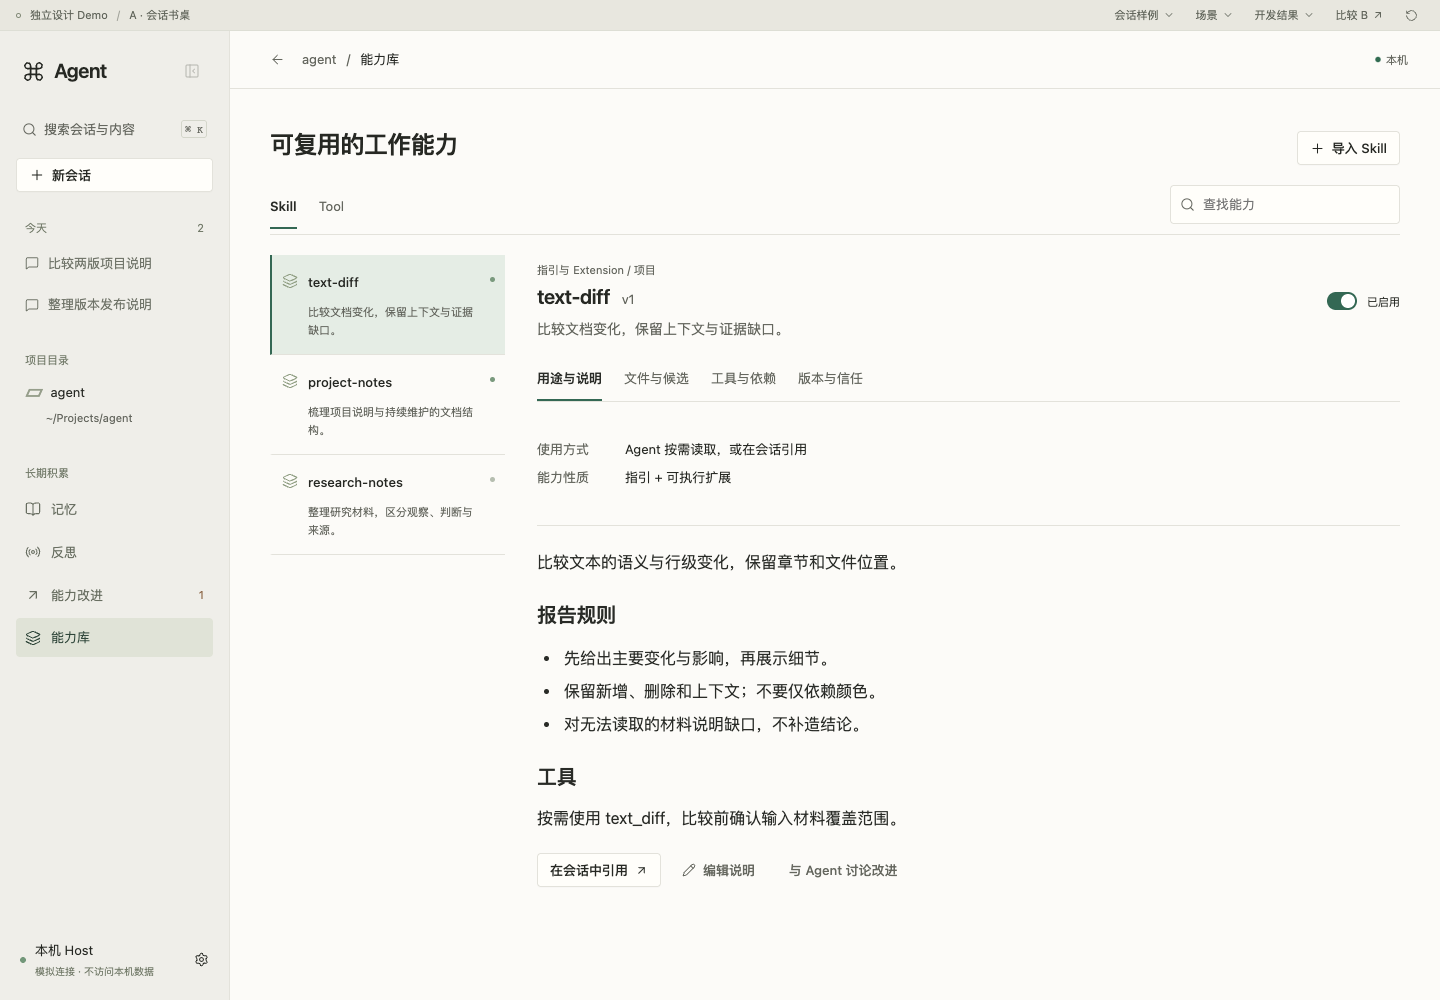 独立设计 Demo / A · 会话书桌
会话样例
场景
开发结果
比较 B
Agent
搜索会话与内容
⌘ K
新会话
今天
2
比较两版项目说明
整理版本发布说明
项目目录
agent
~/Projects/agent
长期积累
记忆
反思
能力改进
1
能力库
本机 Host
模拟连接 · 不访问本机数据
agent / 能力库
本机
可复用的工作能力
导入 Skill
Skill
Tool
查找能力
text-diff
比较文档变化，保留上下文与证据
缺口。
project-notes
梳理项目说明与持续维护的文档结
构。
research-notes
整理研究材料，区分观察、判断与
来源。
指引与 Extension / 项目
text-diff v1
已启用
比较文档变化，保留上下文与证据缺口。
用途与说明
文件与候选
工具与依赖
版本与信任
使用方式
Agent 按需读取，或在会话引用
能力性质
指引 + 可执行扩展
比较文本的语义与行级变化，保留章节和文件位置。
报告规则
• 先给出主要变化与影响，再展示细节。
• 保留新增、删除和上下文；不要仅依赖颜色。
• 对无法读取的材料说明缺口，不补造结论。
工具
按需使用 text_diff，比较前确认输入材料覆盖范围。
在会话中引用
编辑说明
与 Agent 讨论改进